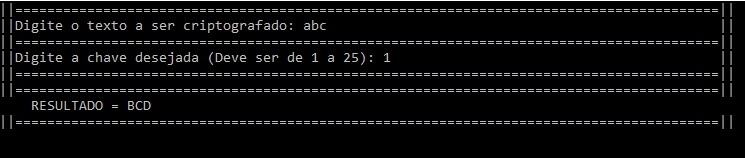 ||=======================================================================================||
||Digite o texto a ser criptografado: abc ||
||=======================================================================================||
||Digite a chave desejada (Deve ser de 1 a 25): 1 ||
||=======================================================================================||
||=======================================================================================||
RESULTADO = BCD
||=======================================================================================||